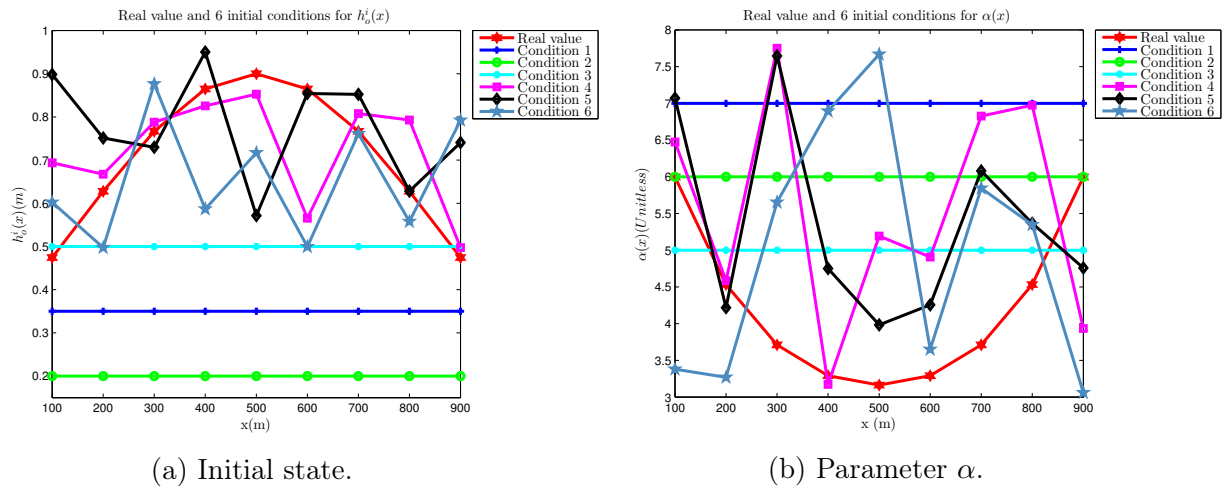 Real value and 6 initial conditions for $h_o^i(x)$
1
0.9
0.8
0.7
0.6
0.5
0.4
0.3
0.2
$h_o^i(x)(m)$
100 200 300 400 500 600 700 800 900
x(m)
Real value
Condition 1
Condition 2
Condition 3
Condition 4
Condition 5
Condition 6
(a) Initial state.
Real value and 6 initial conditions for α(x)
8
7.5
7
6.5
6
5.5
5
4.5
4
3.5
3
α(x)(Unitless)
100 200 300 400 500 600 700 800 900
x (m)
Real value
Condition 1
Condition 2
Condition 3
Condition 4
Condition 5
Condition 6
(b) Parameter α.